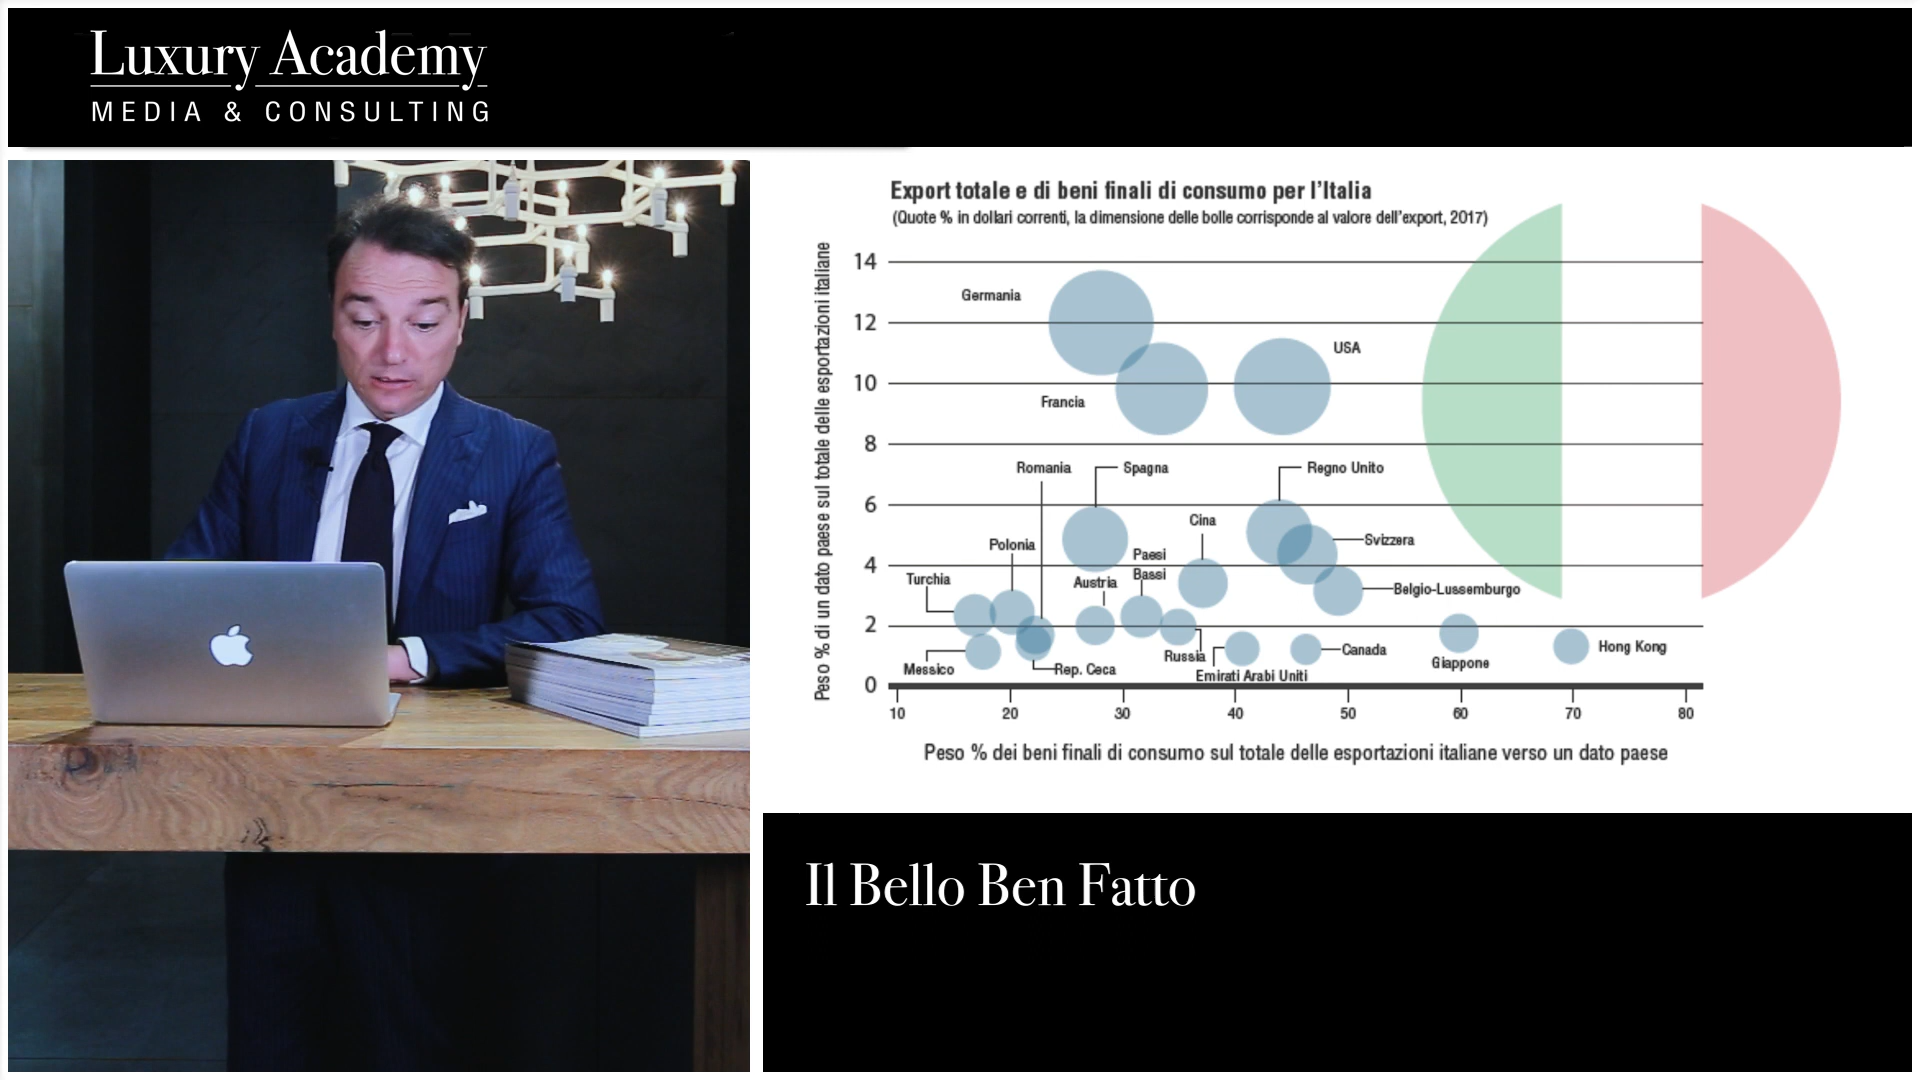 Luxury Academy
MEDIA & CONSULTING
Export totale e di beni finali di consumo per l'Italia
(Quote % in dollari correnti, la dimensione delle bolle corrisponde al valore dell'export, 2017)
Peso % di un dato paese sul totale delle esportazioni italiane
14
12
10
8
6
4
2
0
Germania
USA
Francia
Romania
Spagna
Regno Unito
Cina
Svizzera
Polonia
Paesi
Bassi
Turchia
Austria
Belgio-Lussemburgo
Messico
Rep. Ceca
Russia
Emirati Arabi Uniti
Canada
Giappone
Hong Kong
10 20 30 40 50 60 70 80
Peso % dei beni finali di consumo sul totale delle esportazioni italiane verso un dato paese
Il Bello Ben Fatto